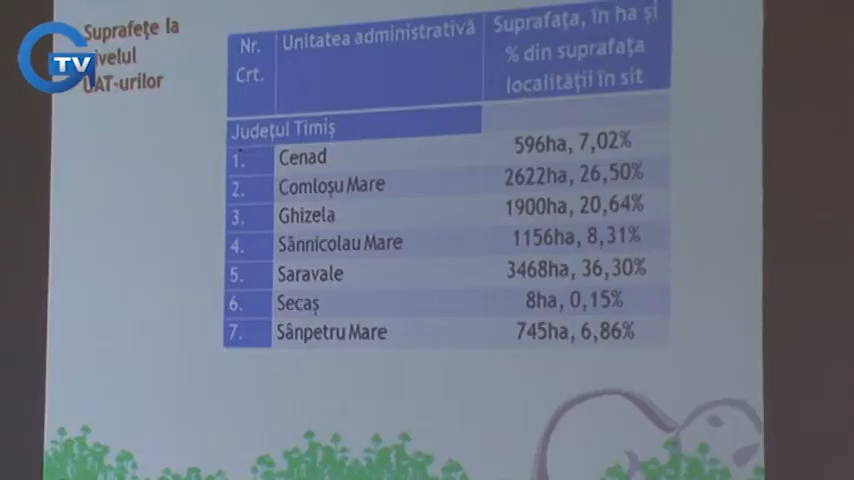 TV
Suprafețe la
nivelul
UAT-urilor
Nr. Crt.
Unitatea administrativă
Suprafața, în ha și
% din suprafața
localității în sit
Județul Timiș
1. Cenad 596ha, 7,02%
2. Comloșu Mare 2622ha, 26,50%
3. Ghizela 1900ha, 20,64%
4. Sânnicolau Mare 1156ha, 8,31%
5. Saravale 3468ha, 36,30%
6. Secaș 8ha, 0,15%
7. Sânpetru Mare 745ha, 6,86%